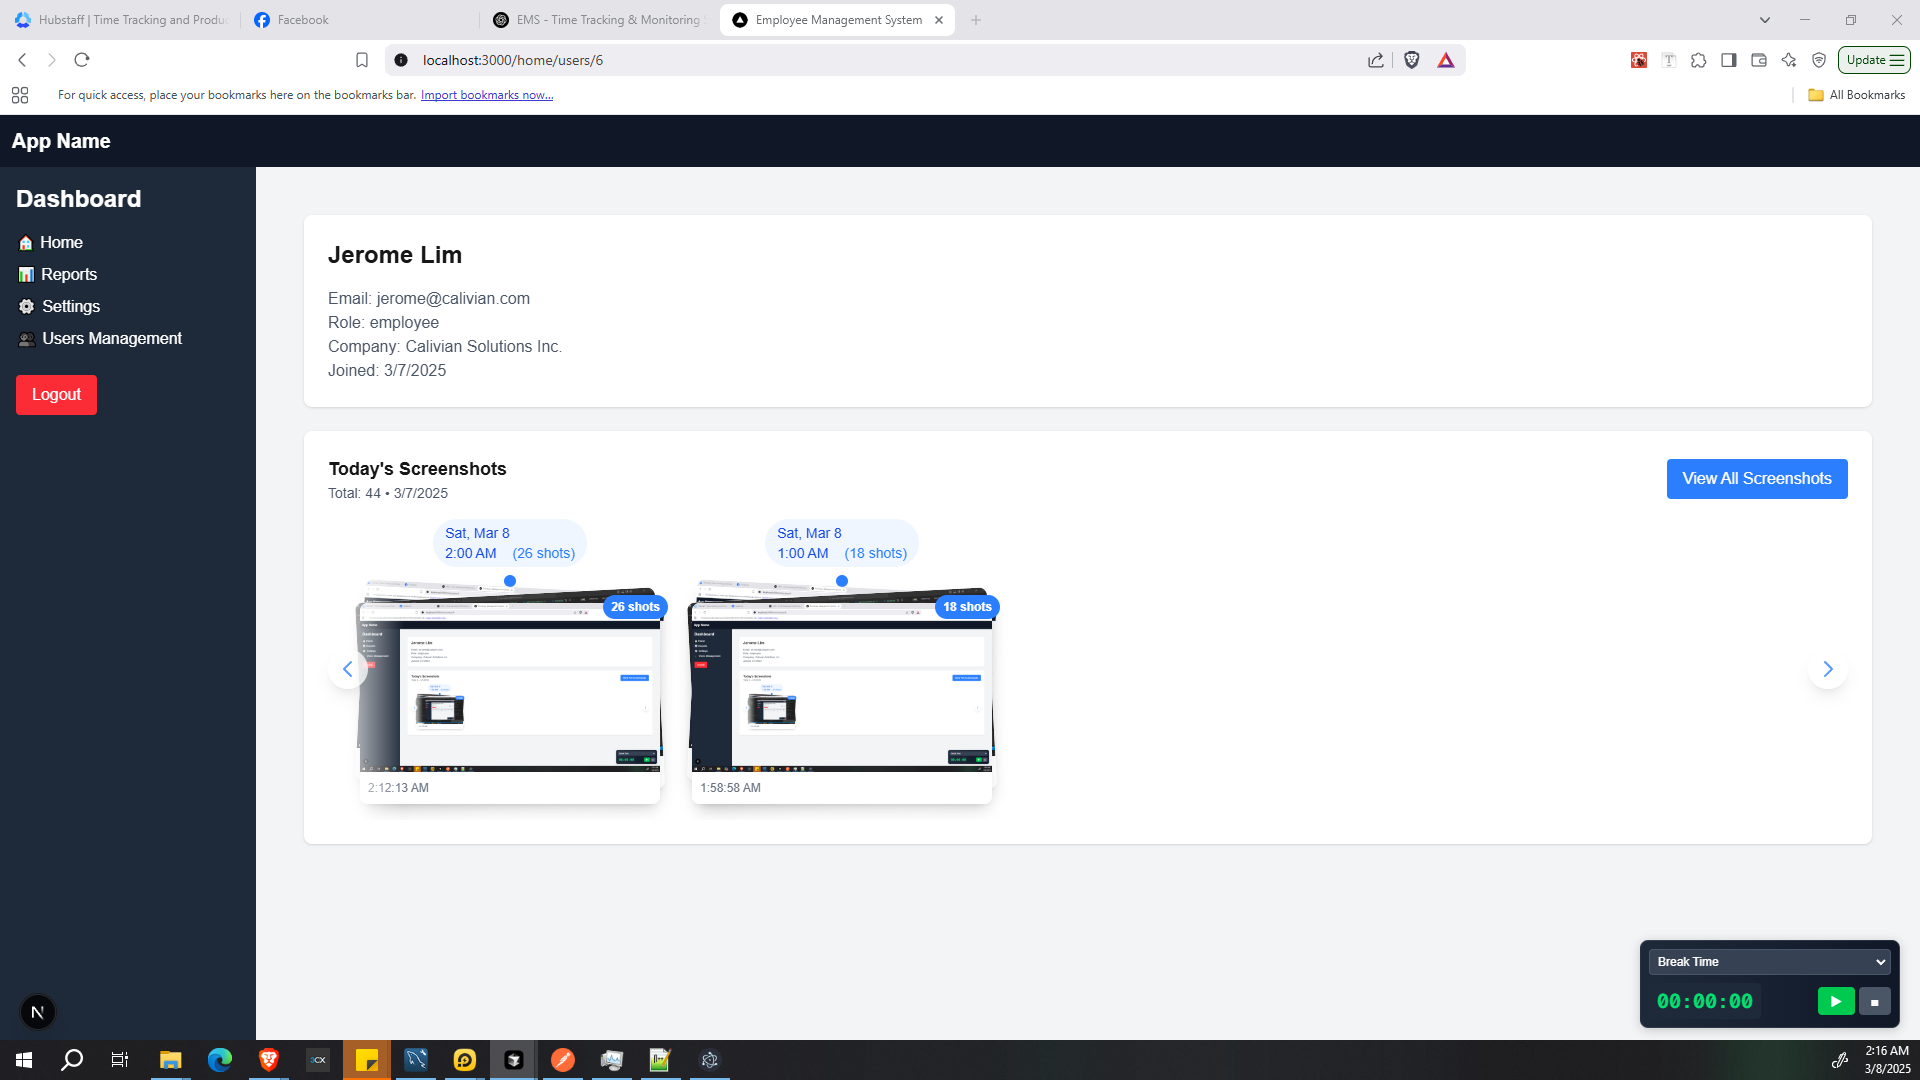 Hubstaff | Time Tracking and Produ
Facebook
EMS - Time Tracking & Monitoring
Employee Management System
localhost:3000/home/users/6
Update
For quick access, place your bookmarks here on the bookmarks bar. Import bookmarks now...
All Bookmarks
App Name
Dashboard
Home
Reports
Settings
Users Management
Logout
Jerome Lim
Email: jerome@calivian.com
Role: employee
Company: Calivian Solutions Inc.
Joined: 3/7/2025
Today's Screenshots
Total: 44 • 3/7/2025
View All Screenshots
Sat, Mar 8
2:00 AM (26 shots)
26 shots
2:12:13 AM
Sat, Mar 8
1:00 AM (18 shots)
18 shots
1:58:58 AM
Break Time
00:00:00
N
3CX
2:16 AM
3/8/2025